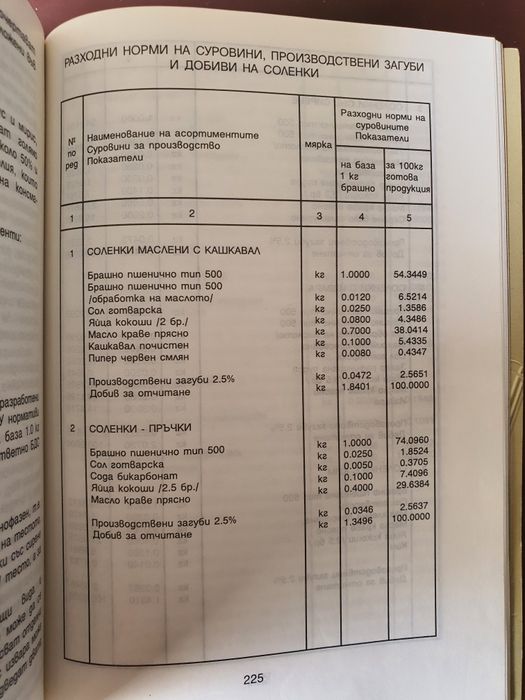 РАЗХОДНИ НОРМИ НА СУРОВИНИ, ПРОИЗВОДСТВЕНИ ЗАГУБИ
И ДОБИВИ НА СОЛЕНКИ
№ по ред
Наименование на асортиментите
Суровини за производство
Показатели
мярка
Разходни норми на
суровините
Показатели
на база
1 кг
брашно
за 100кг
готова
продукция
1 2 3 4 5
1 СОЛЕНКИ МАСЛЕНИ С КАШКАВАЛ
Брашно пшенично тип 500 кг 1.0000 54.3449
Брашно пшенично тип 500
/обработка на маслото/ кг 0.0120 6.5214
Сол готварска кг 0.0250 1.3586
Яйца кокоши /2 бр./ кг 0.0800 4.3486
Масло краве прясно кг 0.7000 38.0414
Кашкавал почистен кг 0.1000 5.4335
Пипер червен смлян кг 0.0080 0.4347
Производствени загуби 2.5% кг 0.0472 2.5651
Добив за отчитане кг 1.8401 100.0000
2 СОЛЕНКИ - ПРЪЧКИ
Брашно пшенично тип 500 кг 1.0000 74.0960
Сол готварска кг 0.0250 1.8524
Сода бикарбонат кг 0.0050 0.3705
Яйца кокоши /2.5 бр./ кг 0.1000 7.4096
Масло краве прясно кг 0.4000 29.6384
Производствени загуби 2.5% кг 0.0346 2.5637
Добив за отчитане кг 1.3496 100.0000
225